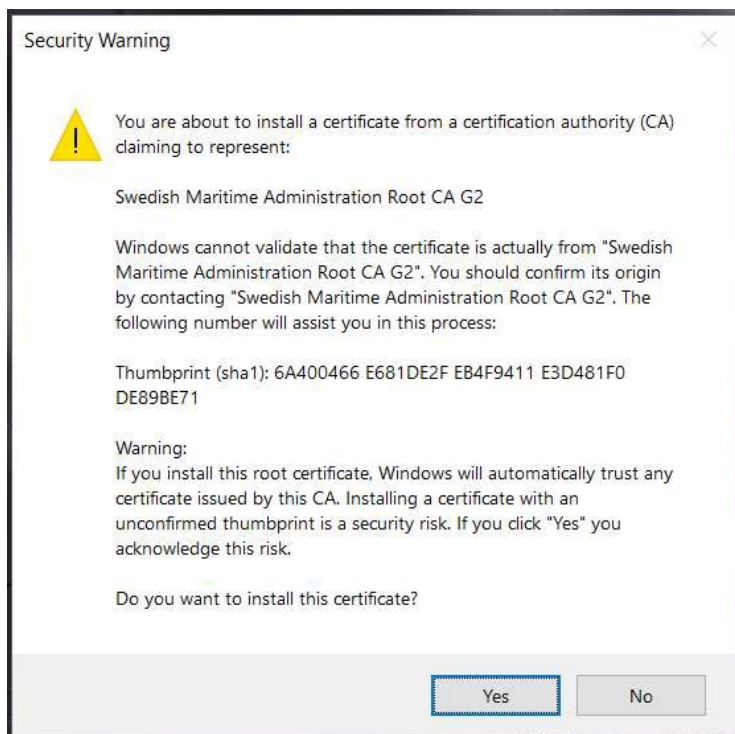 Security Warning
You are about to install a certificate from a certification authority (CA)
claiming to represent:
Swedish Maritime Administration Root CA G2
Windows cannot validate that the certificate is actually from "Swedish
Maritime Administration Root CA G2". You should confirm its origin
by contacting "Swedish Maritime Administration Root CA G2". The
following number will assist you in this process:
Thumbprint (sha1): 6A400466 E681DE2F EB4F9411 E3D481F0
DE89BE71
Warning:
If you install this root certificate, Windows will automatically trust any
certificate issued by this CA. Installing a certificate with an
unconfirmed thumbprint is a security risk. If you click "Yes" you
acknowledge this risk.
Do you want to install this certificate?
Yes No